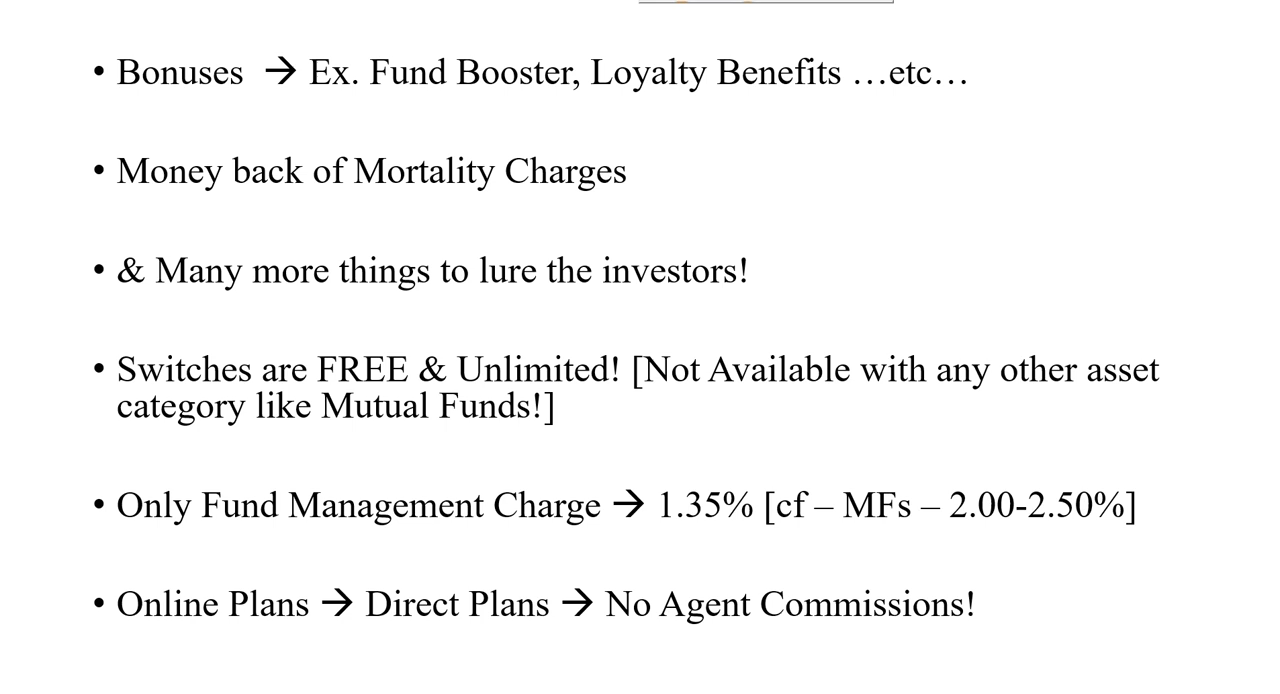 • Bonuses → Ex. Fund Booster, Loyalty Benefits …etc…
• Money back of Mortality Charges
• & Many more things to lure the investors!
• Switches are FREE & Unlimited! [Not Available with any other asset
category like Mutual Funds!]
• Only Fund Management Charge → 1.35% [cf – MFs – 2.00-2.50%]
• Online Plans → Direct Plans → No Agent Commissions!